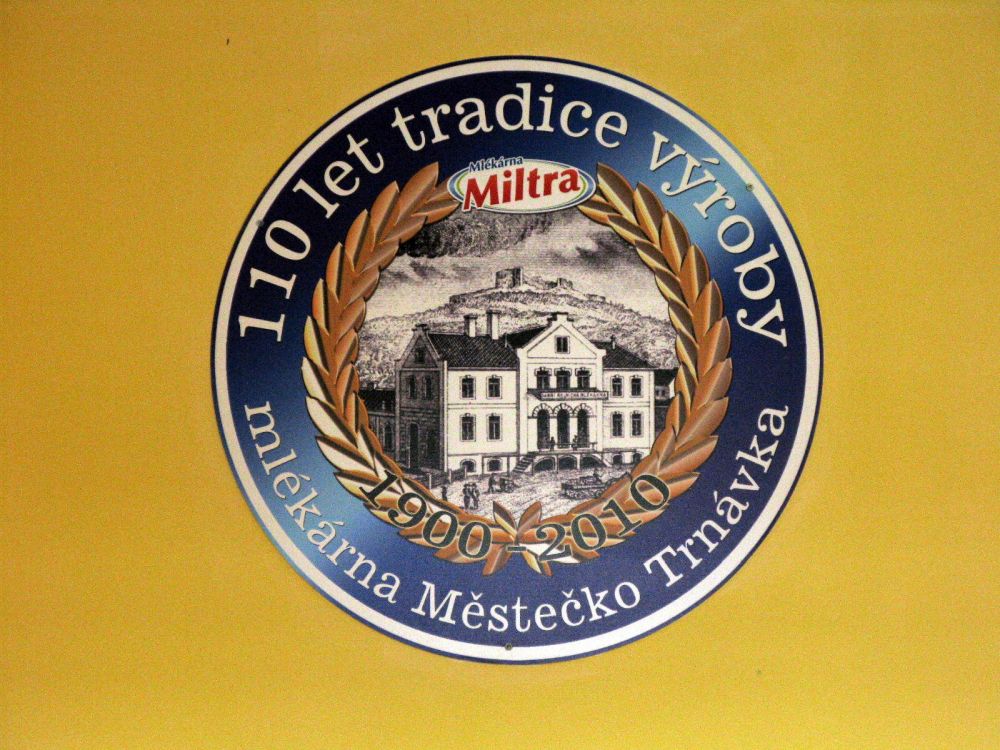 110 let tradice výroby
Mlékárna
Miltra
1900 - 2010
mlékárna Městečko Trnávka